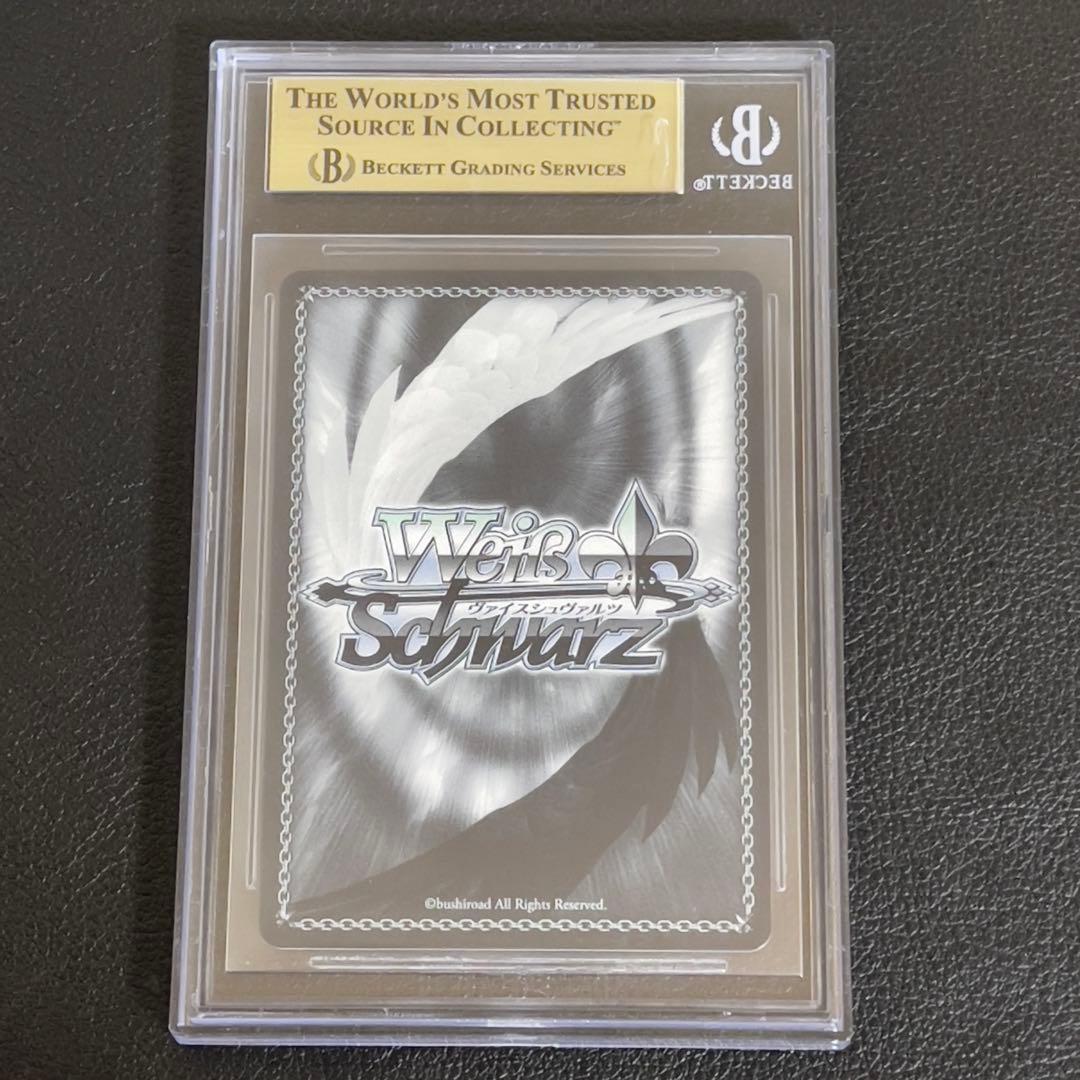 THE WORLD'S MOST TRUSTED
SOURCE IN COLLECTING™
B BECKETT GRADING SERVICES
B
BECKETT®
Weiß
ヴァイスシュヴァルツ
Schwarz
©bushiroad All Rights Reserved.